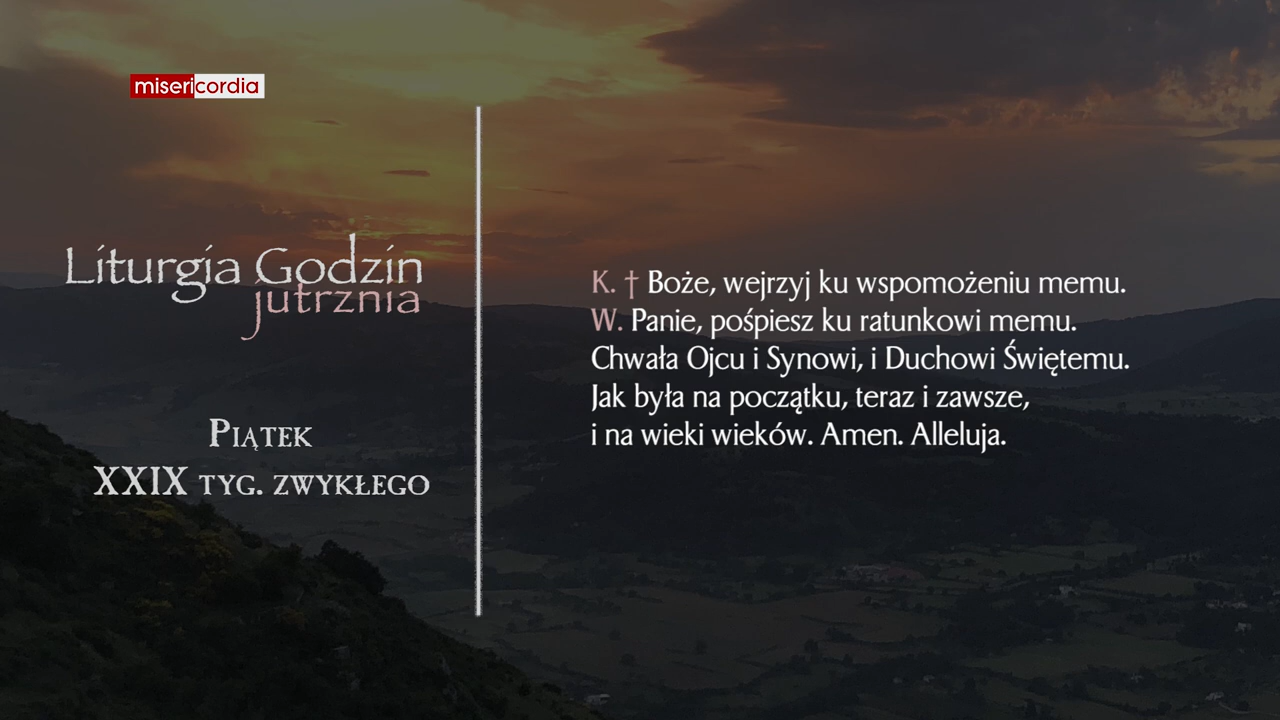 misericordia
Liturgia Godzin
jutrznia
Piątek
XXIX tyg. zwykłego
K. † Boże, wejrzyj ku wspomożeniu memu.
W. Panie, pośpiesz ku ratunkowi memu.
Chwała Ojcu i Synowi, i Duchowi Świętemu.
Jak była na początku, teraz i zawsze,
i na wieki wieków. Amen. Alleluja.